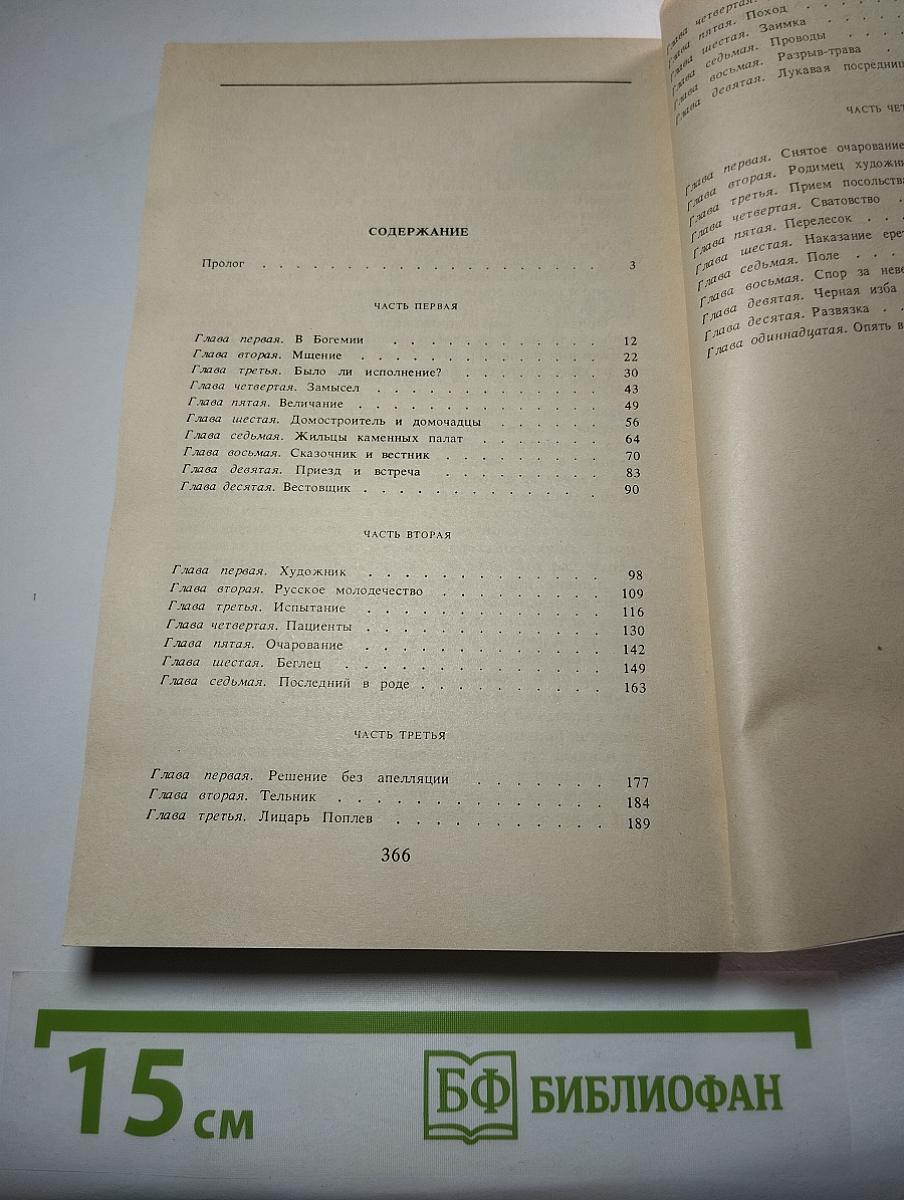 СОДЕРЖАНИЕ
Пролог . . . . . . . . . . . . . . . . . 3
ЧАСТЬ ПЕРВАЯ
Глава первая. В Богемии . . . . . . . . . . . 12
Глава вторая. Мщение . . . . . . . . . . . . 22
Глава третья. Было ли исполнение? . . . . . . . . 30
Глава четвертая. Замысел . . . . . . . . . . . 43
Глава пятая. Величание . . . . . . . . . . . . 49
Глава шестая. Домостроитель и домочадцы . . . . . . 56
Глава седьмая. Жильцы каменных палат . . . . . . . 64
Глава восьмая. Сказочник и вестник . . . . . . . . 70
Глава девятая. Приезд и встреча . . . . . . . . . 83
Глава десятая. Вестовщик . . . . . . . . . . . 90
ЧАСТЬ ВТОРАЯ
Глава первая. Художник . . . . . . . . . . . 98
Глава вторая. Русское молодечество . . . . . . . . 109
Глава третья. Испытание . . . . . . . . . . . 116
Глава четвертая. Пациенты . . . . . . . . . . . 130
Глава пятая. Очарование . . . . . . . . . . . 142
Глава шестая. Беглец . . . . . . . . . . . . 149
Глава седьмая. Последний в роде . . . . . . . . . 163
ЧАСТЬ ТРЕТЬЯ
Глава первая. Решение без апелляции . . . . . . . 177
Глава вторая. Тельник . . . . . . . . . . . . 184
Глава третья. Лицарь Поплев . . . . . . . . . . 189
366
Глава четвертая.
Глава пятая. Поход . . . . .
Глава шестая. Заимка . . . .
Глава седьмая. Проводы . . .
Глава восьмая. Разрыв-трава .
Глава девятая. Лукавая посредниц
ЧАСТЬ ЧЕТ
Глава первая. Снятое очарование
Глава вторая. Родимец художни
Глава третья. Прием посольства
Глава четвертая. Сватовство .
Глава пятая. Перелесок . . .
Глава шестая. Наказание ерет
Глава седьмая. Поле . . . .
Глава восьмая. Спор за неве
Глава девятая. Черная изба
Глава десятая. Развязка . .
Глава одиннадцатая. Опять в
15 см
БФ БИБЛИОФАН